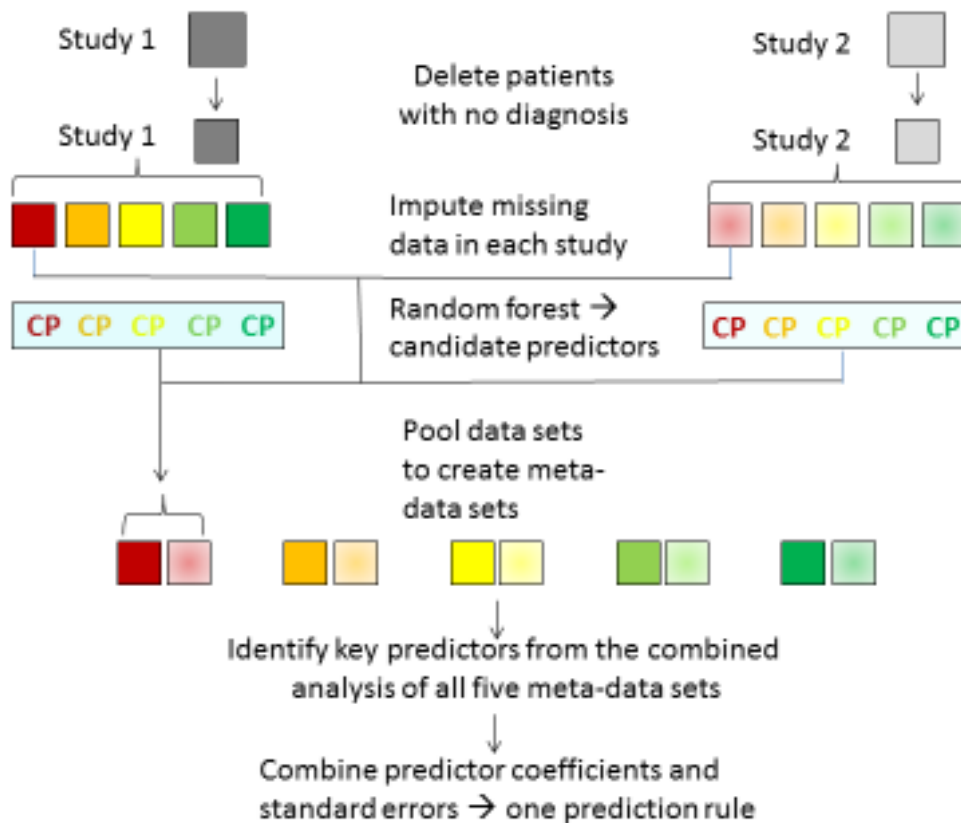 Study 1
Study 2
Delete patients
with no diagnosis
Study 1
Study 2
Impute missing
data in each study
Random forest →
candidate predictors
CP CP CP CP CP
CP CP CP CP CP
Pool data sets
to create meta-
data sets
Identify key predictors from the combined
analysis of all five meta-data sets
Combine predictor coefficients and
standard errors → one prediction rule